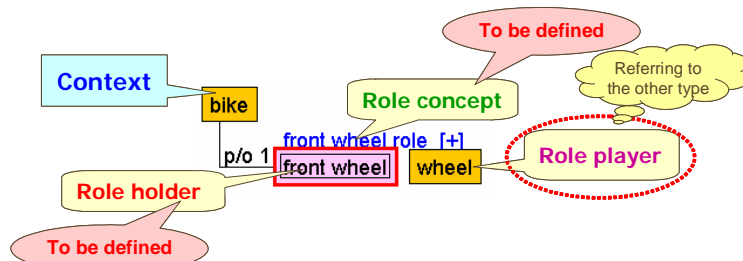 To be defined
Context
Referring to
the other type
bike
Role concept
front wheel role [+]
p/o 1
front wheel
wheel
Role player
Role holder
To be defined